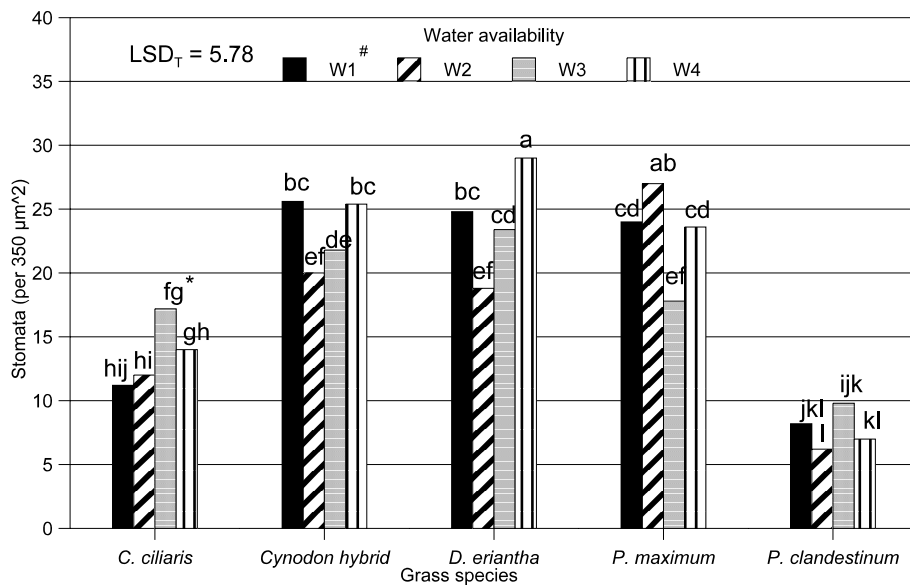 40
35
30
25
20
15
10
5
0
Stomata (per 350 µm^2)
LSD_T = 5.78
Water availability
W1# W2 W3 W4
hij hi fg* gh
bc ef de bc
bc ef cd a
cd ab ef cd
jkl l ijk kl
C. ciliaris Cynodon hybrid D. eriantha P. maximum P. clandestinum
Grass species